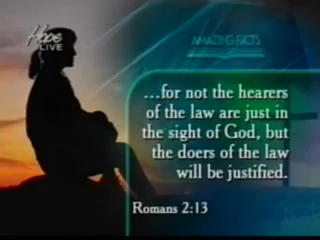 Hope
LIVE
AMAZING FACTS
...for not the hearers
of the law are just in
the sight of God, but
the doers of the law
will be justified.
Romans 2:13